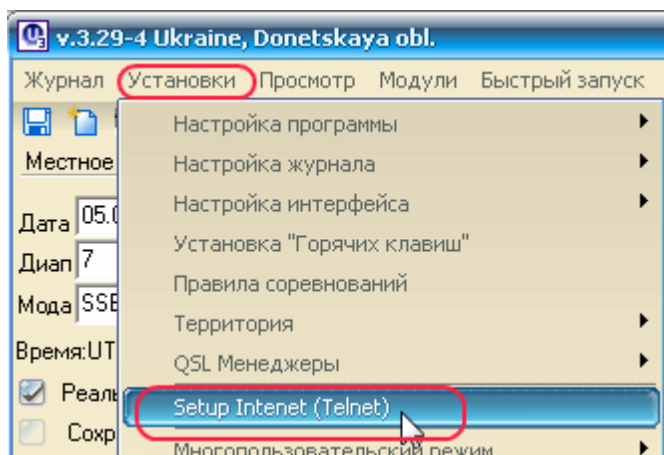 v.3.29-4 Ukraine, Donetskaya obl.
Журнал Установки Просмотр Модули Быстрый запуск
Настройка программы
Местное Настройка журнала
Настройка интерфейса
Дата 05.0
Установка "Горячих клавиш"
Диап 7
Правила соревнований
Мода SSB
Территория
Время:UT
QSL Менеджеры
Реаль
Setup Intenet (Telnet)
Сохр
Многопользовательский режим